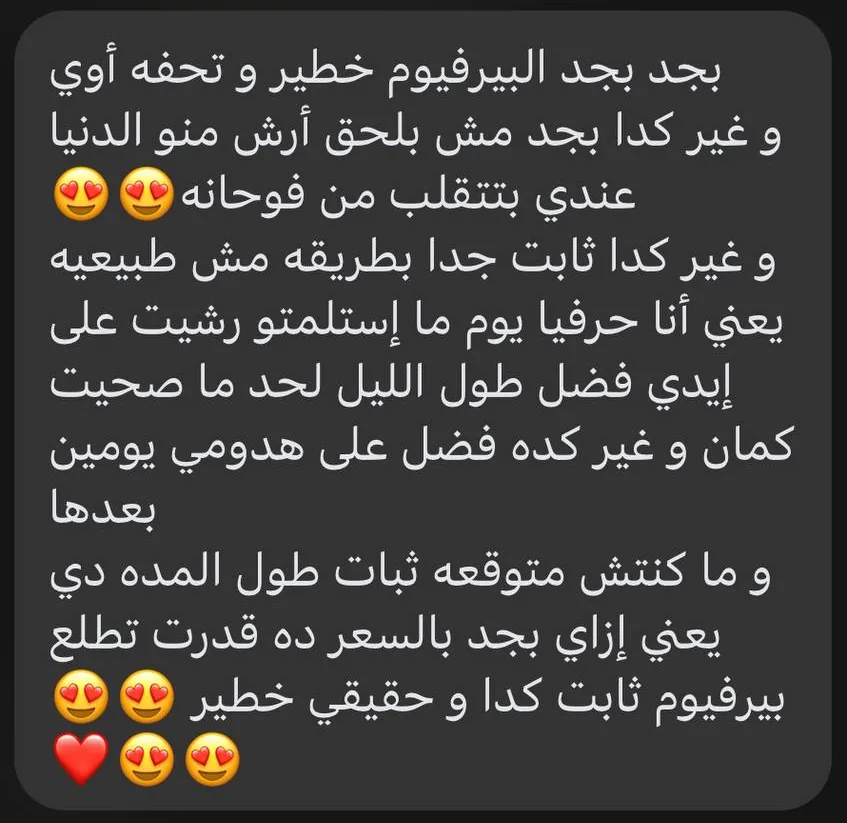 بجد بجد البيرفيوم خطير و تحفه أوي
و غير كدا بجد مش بلحق أرش منو الدنيا
عندي بتتقلب من فوحانه😍😍
و غير كدا ثابت جدا بطريقه مش طبيعيه
يعني أنا حرفيا يوم ما إستلمتو رشيت على
إيدي فضل طول الليل لحد ما صحيت
كمان و غير كده فضل على هدومي يومين
بعدها
و ما كنتش متوقعه ثبات طول المده دي
يعني إزاي بجد بالسعر ده قدرت تطلع
بيرفيوم ثابت كدا و حقيقي خطير 😍😍
😍😍❤️